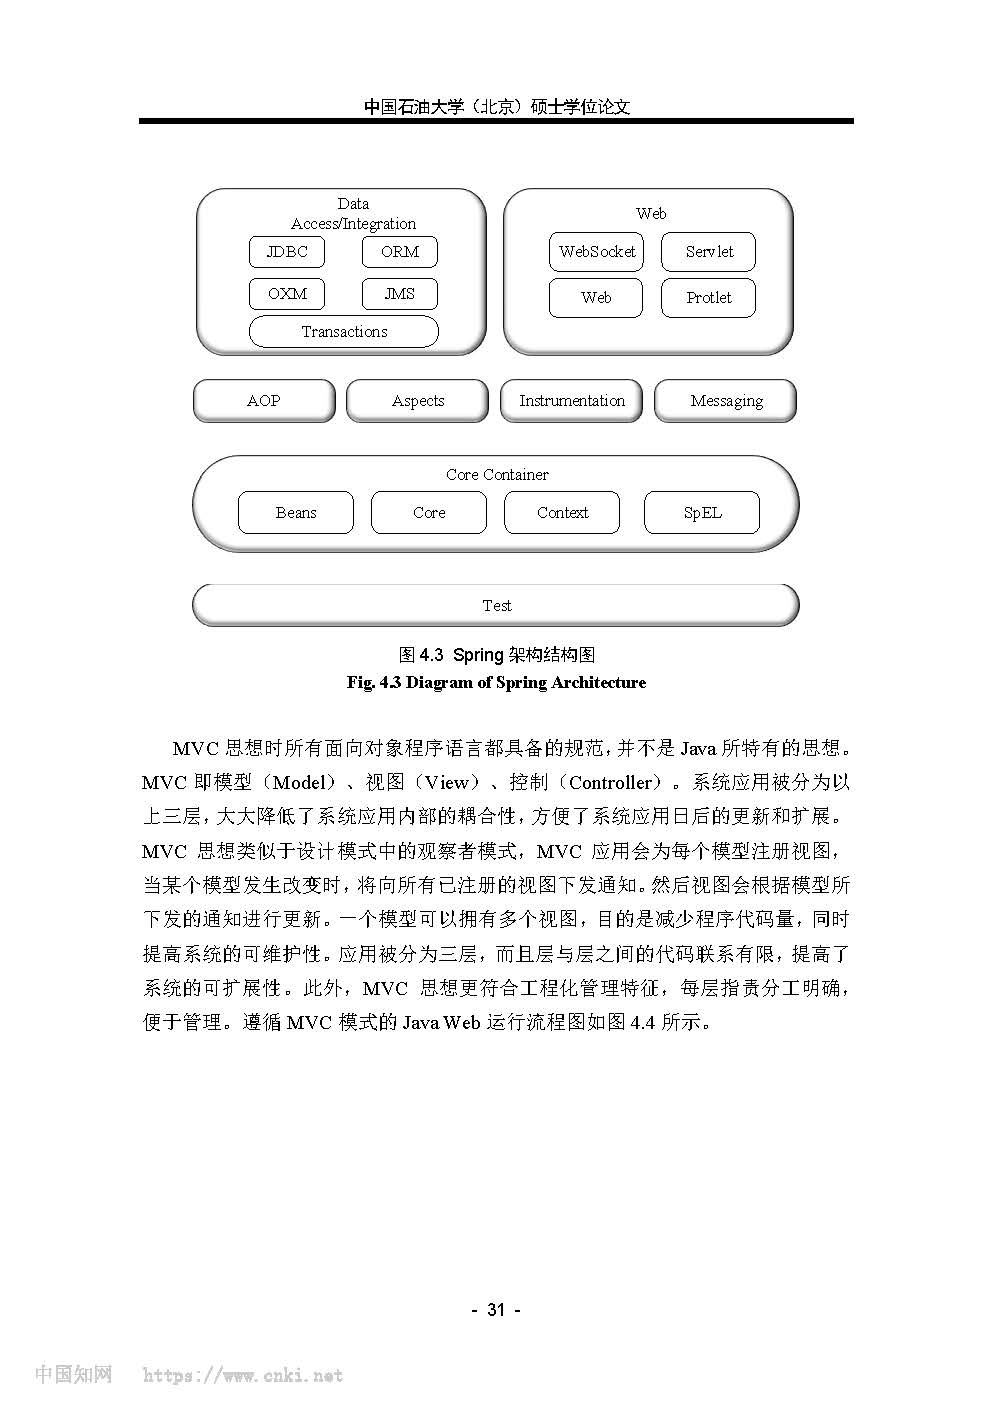 中国石油大学（北京）硕士学位论文
Data
Access/Integration
JDBC ORM
OXM JMS
Transactions
Web
WebSocket Servlet
Web Protlet
AOP Aspects Instrumentation Messaging
Core Container
Beans Core Context SpEL
Test
图 4.3 Spring 架构结构图
Fig. 4.3 Diagram of Spring Architecture
MVC 思想时所有面向对象程序语言都具备的规范，并不是 Java 所特有的思想。
MVC 即模型（Model）、视图（View）、控制（Controller）。系统应用被分为以
上三层，大大降低了系统应用内部的耦合性，方便了系统应用日后的更新和扩展。
MVC 思想类似于设计模式中的观察者模式，MVC 应用会为每个模型注册视图，
当某个模型发生改变时，将向所有已注册的视图下发通知。然后视图会根据模型所
下发的通知进行更新。一个模型可以拥有多个视图，目的是减少程序代码量，同时
提高系统的可维护性。应用被分为三层，而且层与层之间的代码联系有限，提高了
系统的可扩展性。此外，MVC 思想更符合工程化管理特征，每层指责分工明确，
便于管理。遵循 MVC 模式的 Java Web 运行流程图如图 4.4 所示。
- 31 -
中国知网 https://www.cnki.net